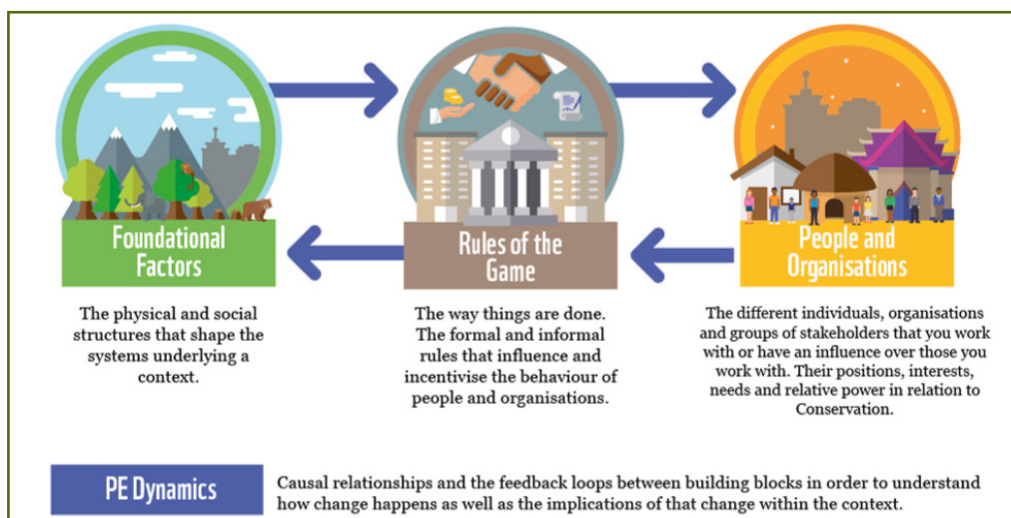 Foundational
Factors
Rules of the
Game
People and
Organisations
The physical and social
structures that shape the
systems underlying a
context.
The way things are done.
The formal and informal
rules that influence and
incentivise the behaviour of
people and organisations.
The different individuals, organisations
and groups of stakeholders that you work
with or have an influence over those you
work with. Their positions, interests,
needs and relative power in relation to
Conservation.
PE Dynamics
Causal relationships and the feedback loops between building blocks in order to understand
how change happens as well as the implications of that change within the context.